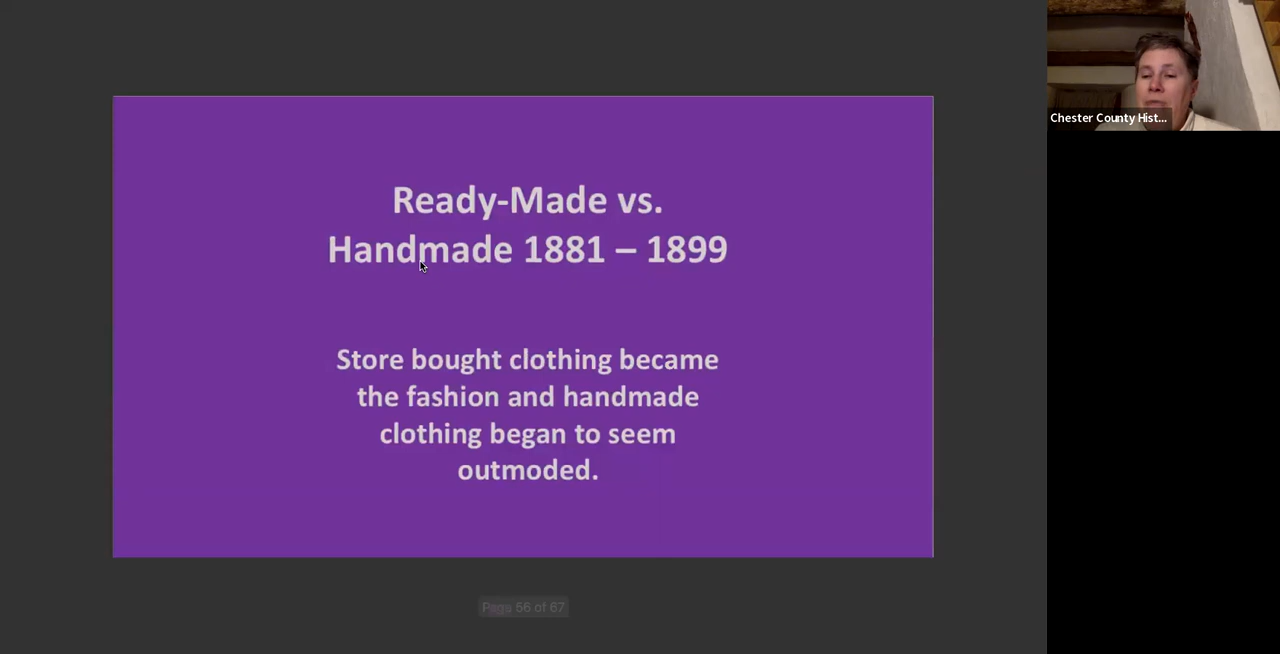 Ready-Made vs.
Handmade 1881 – 1899
Store bought clothing became
the fashion and handmade
clothing began to seem
outmoded.
Chester County Hist...
Page 56 of 67